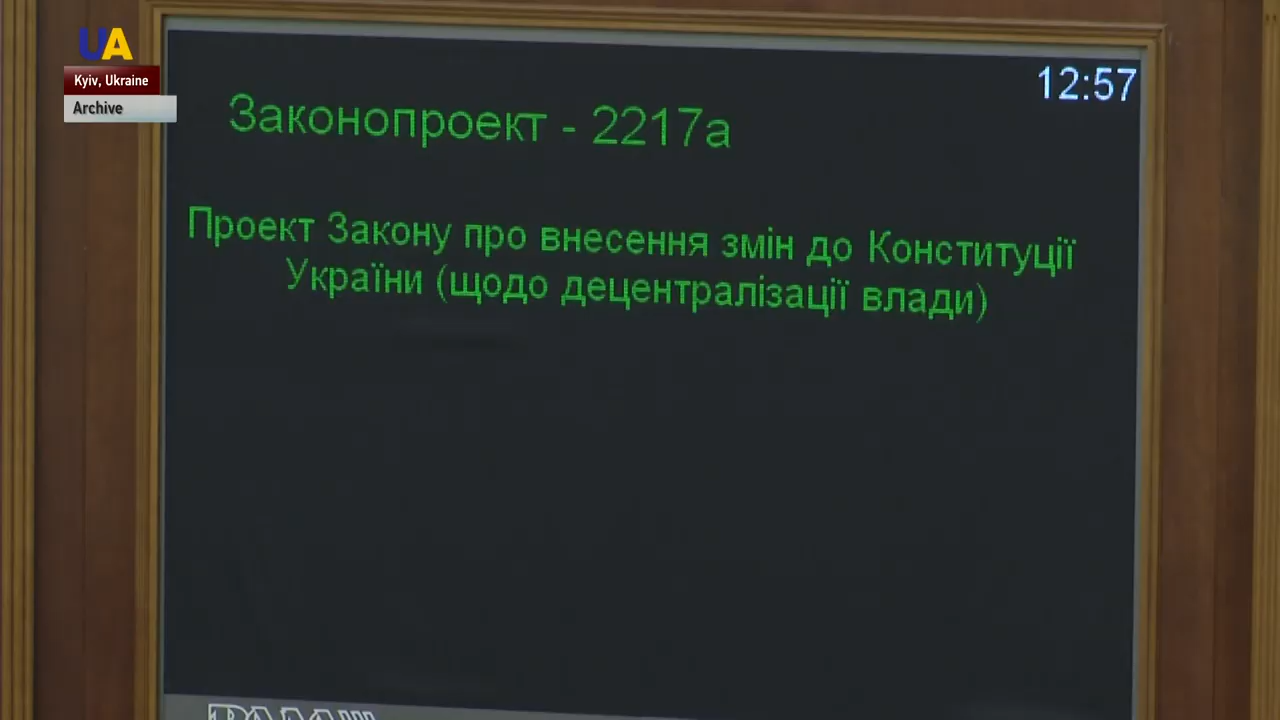 UA
Kyiv, Ukraine
Archive
12:57
Законопроект - 2217а
Проект Закону про внесення змін до Конституції
України (щодо децентралізації влади)